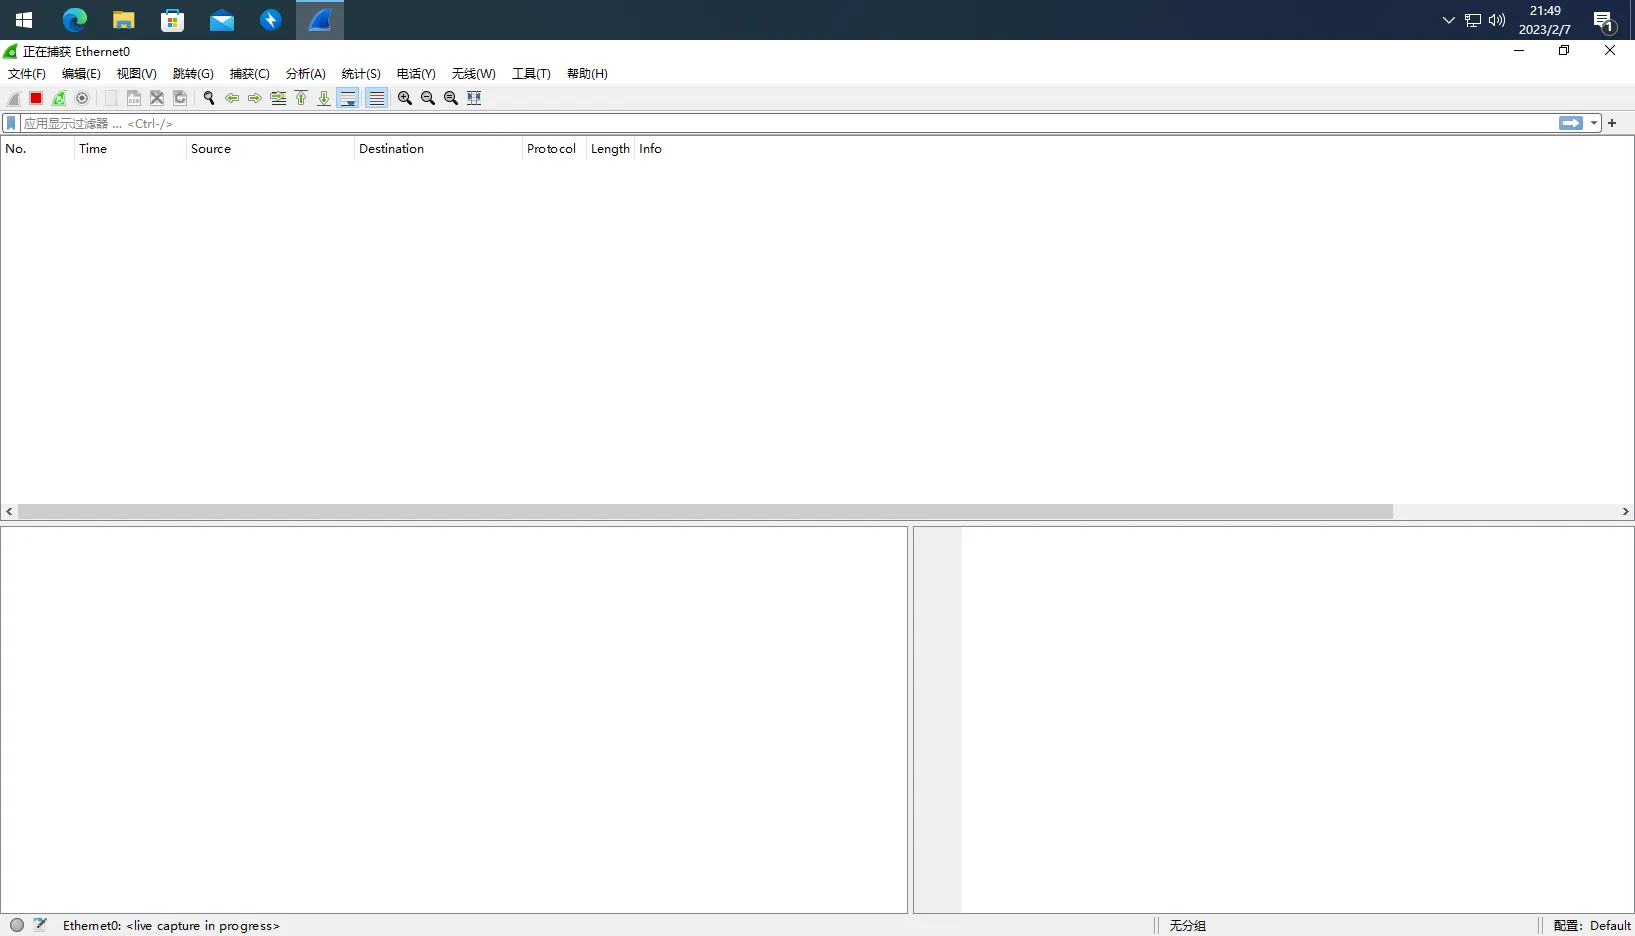 21:49
2023/2/7
1
正在捕获 Ethernet0
文件(F) 编辑(E) 视图(V) 跳转(G) 捕获(C) 分析(A) 统计(S) 电话(Y) 无线(W) 工具(T) 帮助(H)
应用显示过滤器 … <Ctrl-/>
No. Time Source Destination Protocol Length Info
Ethernet0: <live capture in progress> 无分组 配置: Default